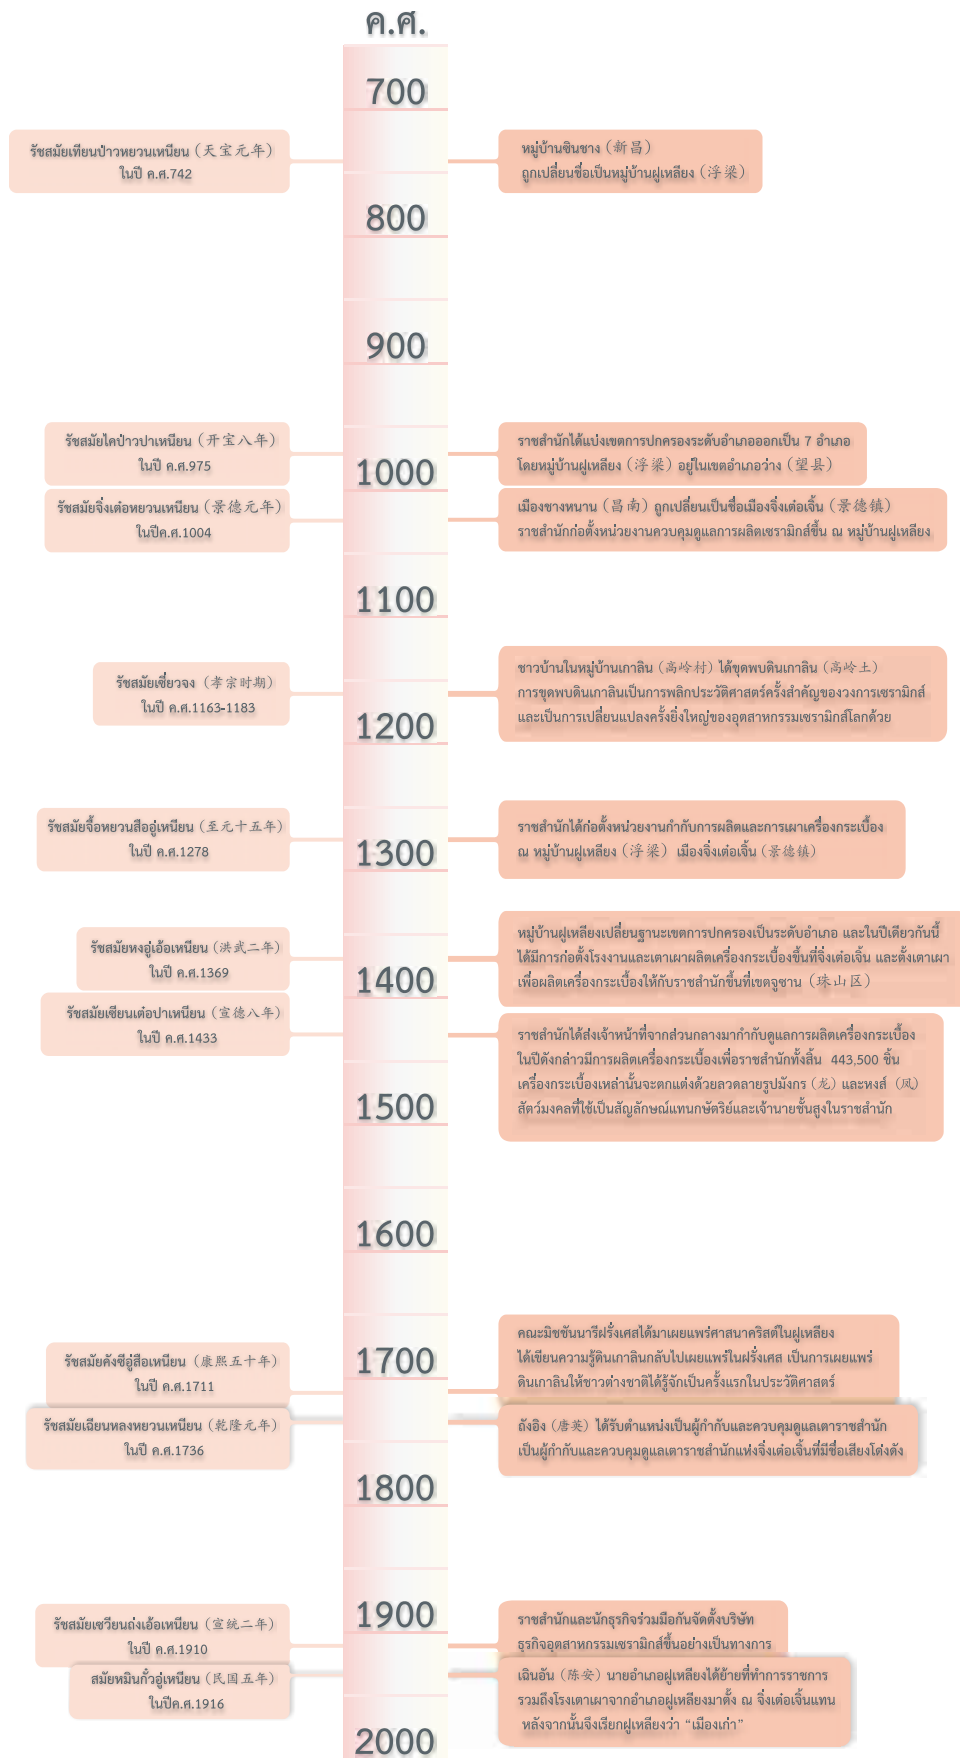 ค.ศ.
700
รัชสมัยเทียนป่าวหยวนเหนียน (天宝元年)
ในปี ค.ศ.742
หมู่บ้านซินชาง (新昌)
ถูกเปลี่ยนชื่อเป็นหมู่บ้านฝูเหลียง (浮梁)
800
900
รัชสมัยไคป่าวปาเหนียน (开宝八年)
ในปี ค.ศ.975
ราชสำนักได้แบ่งเขตการปกครองระดับอำเภอออกเป็น 7 อำเภอ
โดยหมู่บ้านฝูเหลียง (浮梁) อยู่ในเขตอำเภอว่าง (望县)
1000
รัชสมัยจิ่งเต๋อหยวนเหนียน (景德元年)
ในปีค.ศ.1004
เมืองชางหนาน (昌南) ถูกเปลี่ยนเป็นชื่อเมืองจิ่งเต๋อเจิ้น (景德镇)
ราชสำนักก่อตั้งหน่วยงานควบคุมดูแลการผลิตเซรามิกส์ขึ้น ณ หมู่บ้านฝูเหลียง
1100
รัชสมัยเซี่ยวจง (孝宗时期)
ในปี ค.ศ.1163-1183
ชาวบ้านในหมู่บ้านเกาลิน (高岭村) ได้ขุดพบดินเกาลิน (高岭土)
การขุดพบดินเกาลินเป็นการพลิกประวัติศาสตร์ครั้งสำคัญของวงการเซรามิกส์
และเป็นการเปลี่ยนแปลงครั้งยิ่งใหญ่ของอุตสาหกรรมเซรามิกส์โลกด้วย
1200
รัชสมัยจื้อหยวนสืออู่เหนียน (至元十五年)
ในปี ค.ศ.1278
ราชสำนักได้ก่อตั้งหน่วยงานกำกับการผลิตและการเผาเครื่องกระเบื้อง
ณ หมู่บ้านฝูเหลียง (浮梁) เมืองจิ่งเต๋อเจิ้น (景德镇)
1300
รัชสมัยหงอู่เอ้อเหนียน (洪武二年)
ในปี ค.ศ.1369
หมู่บ้านฝูเหลียงเปลี่ยนฐานะเขตการปกครองเป็นระดับอำเภอ และในปีเดียวกันนี้
ได้มีการก่อตั้งโรงงานและเตาเผาผลิตเครื่องกระเบื้องขึ้นที่จิ่งเต๋อเจิ้น และตั้งเตาเผา
เพื่อผลิตเครื่องกระเบื้องให้กับราชสำนักขึ้นที่เขตจูซาน (珠山区)
1400
รัชสมัยเซียนเต๋อปาเหนียน (宣德八年)
ในปี ค.ศ.1433
ราชสำนักได้ส่งเจ้าหน้าที่จากส่วนกลางมากำกับดูแลการผลิตเครื่องกระเบื้อง
ในปีดังกล่าวมีการผลิตเครื่องกระเบื้องเพื่อราชสำนักทั้งสิ้น 443,500 ชิ้น
เครื่องกระเบื้องเหล่านั้นจะตกแต่งด้วยลวดลายรูปมังกร (龙) และหงส์ (凤)
สัตว์มงคลที่ใช้เป็นสัญลักษณ์แทนกษัตริย์และเจ้านายชั้นสูงในราชสำนัก
1500
1600
1700
รัชสมัยคังซีอู่สือเหนียน (康熙五十年)
ในปี ค.ศ.1711
คณะมิชชันนารีฝรั่งเศสได้มาเผยแพร่ศาสนาคริสต์ในฝูเหลียง
ได้เขียนความรู้ดินเกาลินกลับไปเผยแพร่ในฝรั่งเศส เป็นการเผยแพร่
ดินเกาลินให้ชาวต่างชาติได้รู้จักเป็นครั้งแรกในประวัติศาสตร์
รัชสมัยเฉียนหลงหยวนเหนียน (乾隆元年)
ในปี ค.ศ.1736
ถังอิง (唐英) ได้รับตำแหน่งเป็นผู้กำกับและควบคุมดูแลเตาราชสำนัก
เป็นผู้กำกับและควบคุมดูแลเตาราชสำนักแห่งจิ่งเต๋อเจิ้นที่มีชื่อเสียงโด่งดัง
1800
1900
รัชสมัยเซวียนถ่งเอ้อเหนียน (宣统二年)
ในปี ค.ศ.1910
ราชสำนักและนักธุรกิจร่วมมือกันจัดตั้งบริษัท
ธุรกิจอุตสาหกรรมเซรามิกส์ขึ้นอย่างเป็นทางการ
สมัยหมินกั๋วอู่เหนียน (民国五年)
ในปีค.ศ.1916
เฉินอัน (陈安) นายอำเภอฝูเหลียงได้ย้ายที่ทำการราชการ
รวมถึงโรงเตาเผาจากอำเภอฝูเหลียงมาตั้ง ณ จิ่งเต๋อเจิ้นแทน
หลังจากนั้นจึงเรียกฝูเหลียงว่า "เมืองเก่า"
2000